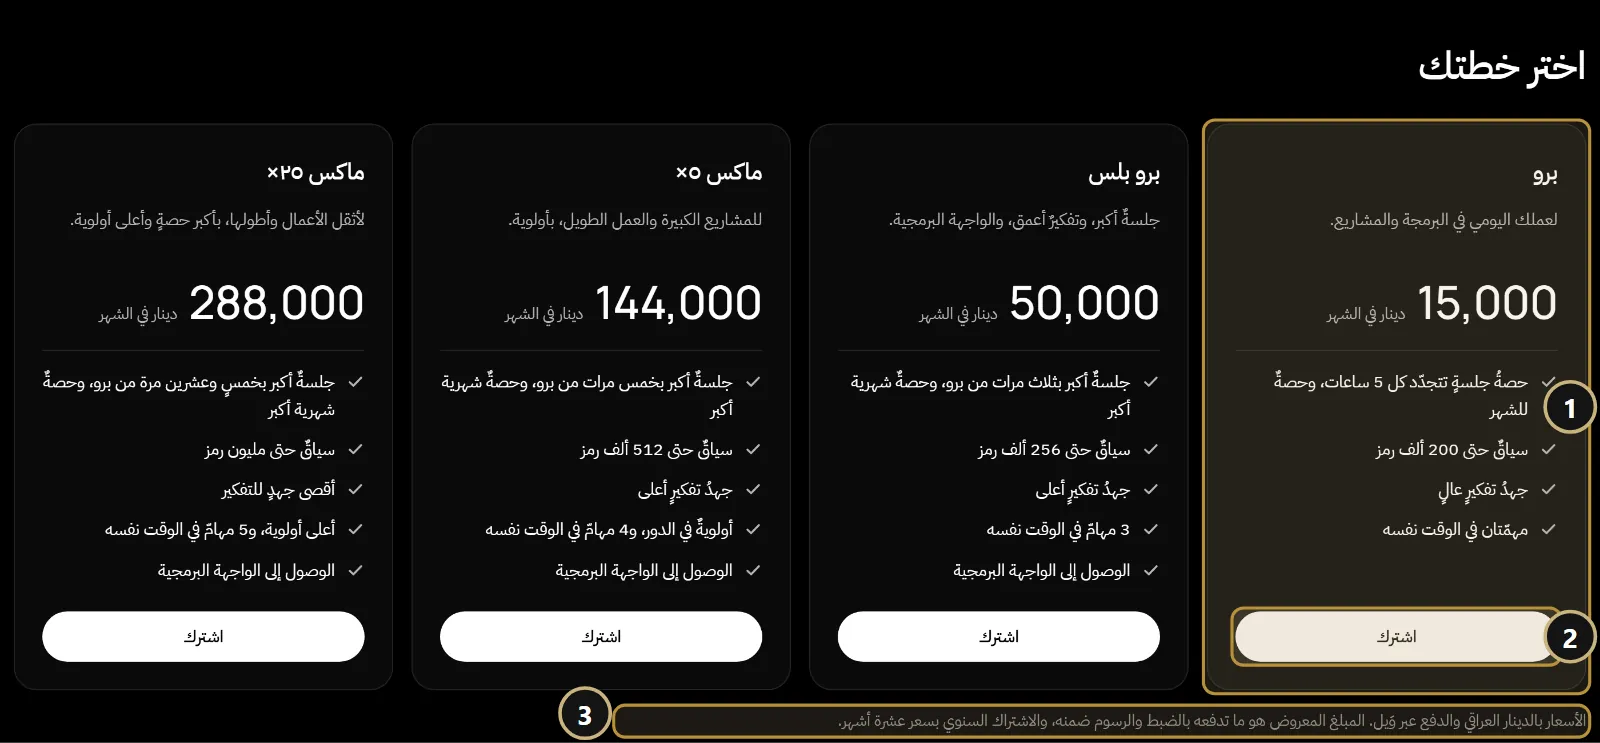 اختر خطتك
برو
لعملك اليومي في البرمجة والمشاريع.
15,000 دينار في الشهر
حصةُ جلسةٍ تتجدّد كل 5 ساعات، وحصةٌ
للشهر
سياقٌ حتى 200 ألف رمز
جهدُ تفكيرٍ عالٍ
مهمّتان في الوقت نفسه
اشترك
1
2
برو بلس
جلسةٌ أكبر، وتفكيرٌ أعمق، والواجهة البرمجية.
50,000 دينار في الشهر
جلسةٌ أكبر بثلاث مرات من برو، وحصةٌ شهرية
أكبر
سياقٌ حتى 256 ألف رمز
جهدُ تفكيرٍ أعلى
3 مهامّ في الوقت نفسه
الوصول إلى الواجهة البرمجية
اشترك
ماكس ٥×
للمشاريع الكبيرة والعمل الطويل، بأولوية.
144,000 دينار في الشهر
جلسةٌ أكبر بخمس مرات من برو، وحصةٌ شهرية
أكبر
سياقٌ حتى 512 ألف رمز
جهدُ تفكيرٍ أعلى
أولويةٌ في الدور، و4 مهامّ في الوقت نفسه
الوصول إلى الواجهة البرمجية
اشترك
ماكس ٢٥×
لأثقل الأعمال وأطولها، بأكبر حصةٍ وأعلى أولوية.
288,000 دينار في الشهر
جلسةٌ أكبر بخمسٍ وعشرين مرة من برو، وحصةٌ
شهرية أكبر
سياقٌ حتى مليون رمز
أقصى جهدٍ للتفكير
أعلى أولوية، و5 مهامّ في الوقت نفسه
الوصول إلى الواجهة البرمجية
اشترك
الأسعار بالدينار العراقي والدفع عبر وَيل. المبلغ المعروض هو ما تدفعه بالضبط والرسوم ضمنه، والاشتراك السنوي بسعر عشرة أشهر.
3